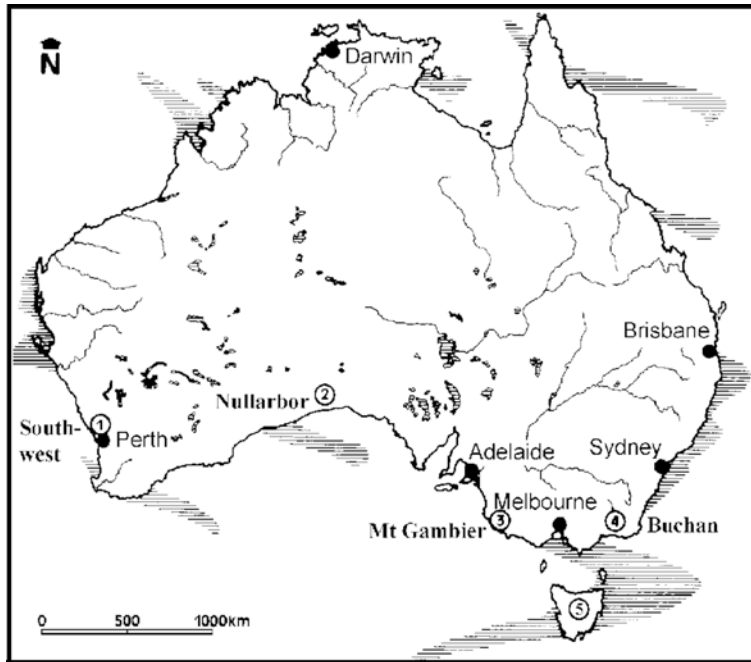 N
Darwin
Brisbane
Nullarbor ②
①
South-
west
Perth
Adelaide
Sydney
Melbourne
③
④
Mt Gambier
Buchan
⑤
0 500 1000km